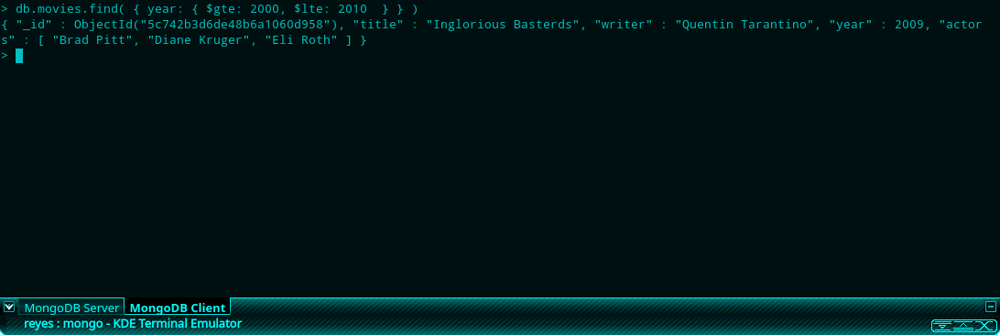 > db.movies.find( { year: { $gte: 2000, $lte: 2010  } } )
{ "_id" : ObjectId("5c742b3d6de48b6a1060d958"), "title" : "Inglorious Basterds", "writer" : "Quentin Tarantino", "year" : 2009, "actor
s" : [ "Brad Pitt", "Diane Kruger", "Eli Roth" ] }
>
MongoDB Server MongoDB Client
reyes : mongo - KDE Terminal Emulator